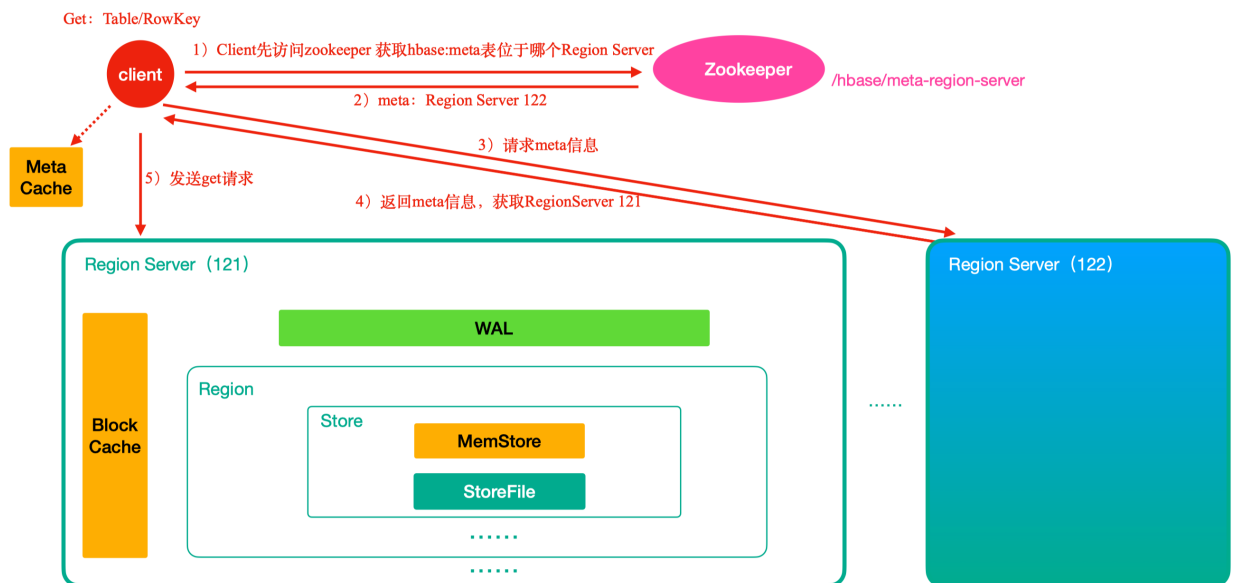 Get：Table/RowKey
1）Client先访问zookeeper 获取hbase:meta表位于哪个Region Server
client
Zookeeper
/hbase/meta-region-server
2）meta：Region Server 122
3）请求meta信息
Meta
Cache
5）发送get请求
4）返回meta信息，获取RegionServer 121
Region Server（121）
Region Server（122）
WAL
Region
Store
Block
Cache
MemStore
StoreFile
......
......
......